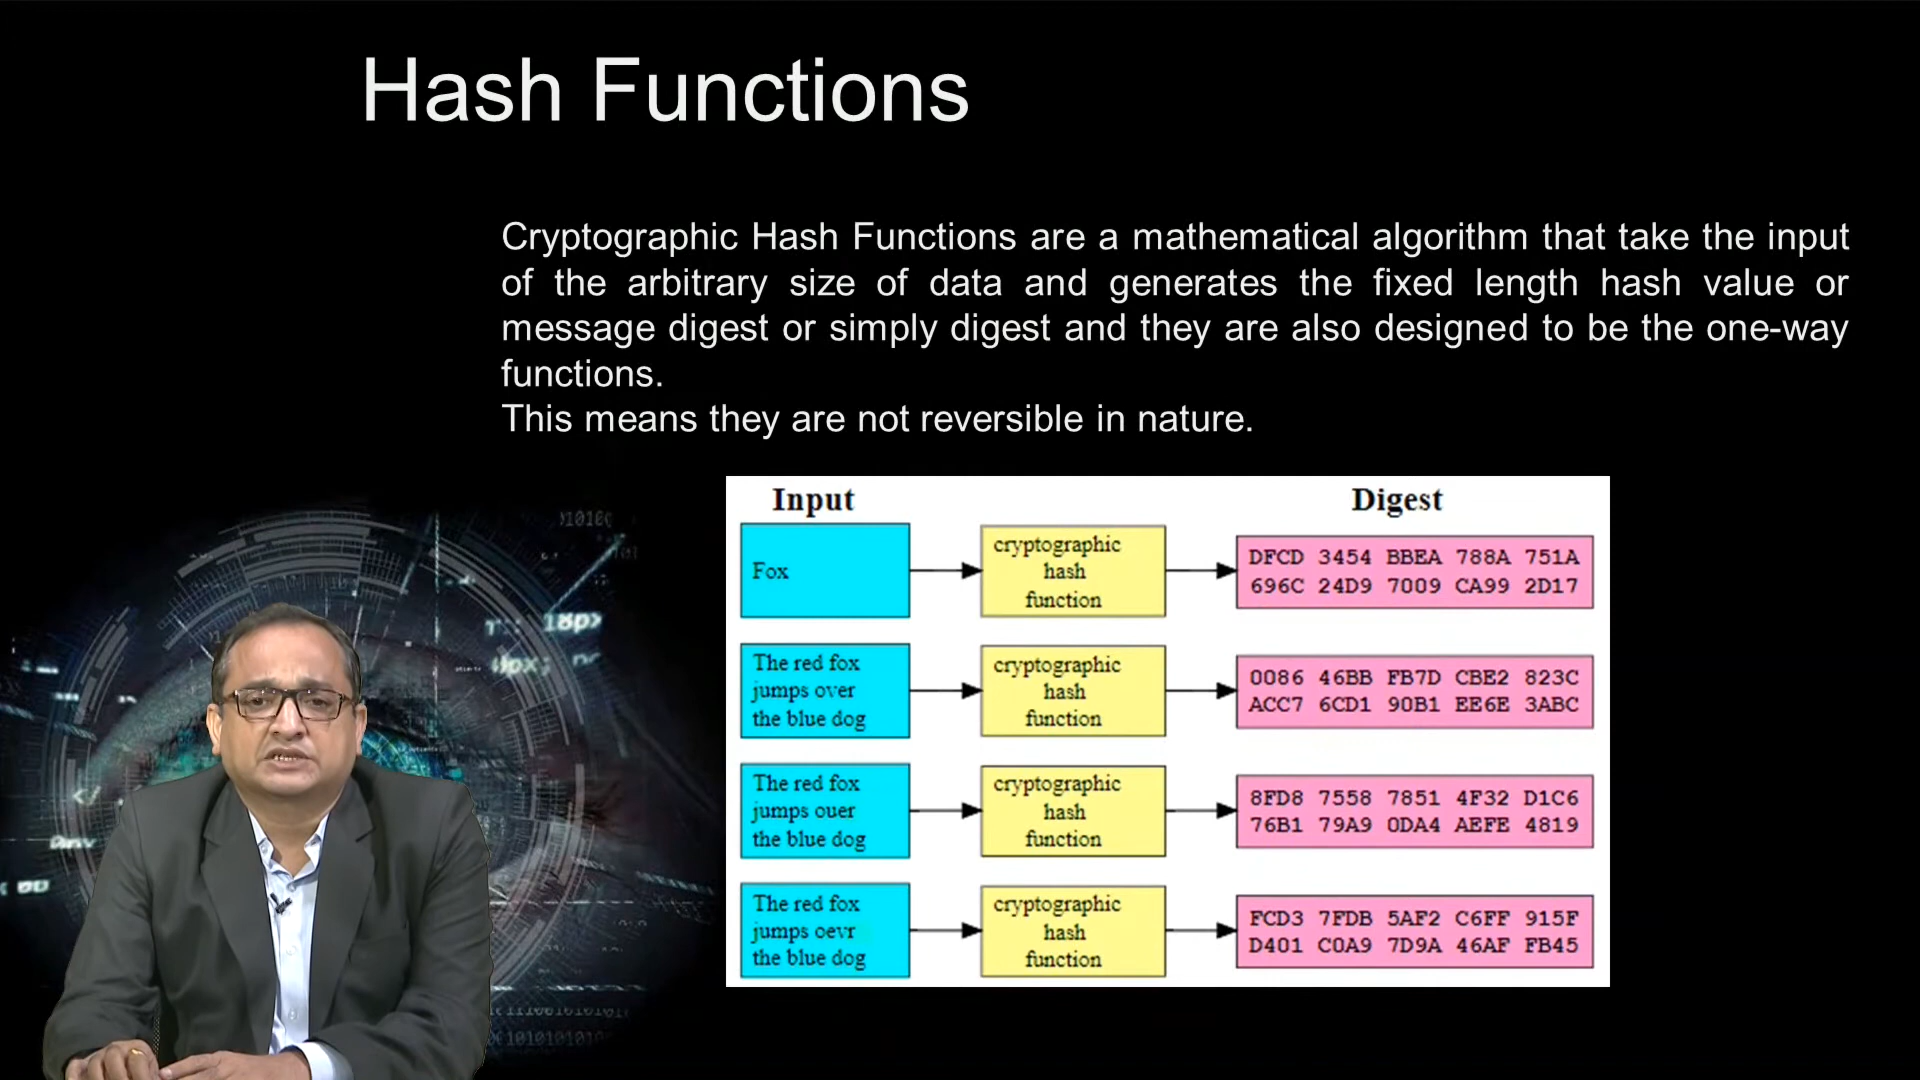 Hash Functions
Cryptographic Hash Functions are a mathematical algorithm that take the input
of the arbitrary size of data and generates the fixed length hash value or
message digest or simply digest and they are also designed to be the one-way
functions.
This means they are not reversible in nature.
Input
Digest
Fox
cryptographic
hash
function
DFCD 3454 BBEA 788A 751A
696C 24D9 7009 CA99 2D17
The red fox
jumps over
the blue dog
cryptographic
hash
function
0086 46BB FB7D CBE2 823C
ACC7 6CD1 90B1 EE6E 3ABC
The red fox
jumps ouer
the blue dog
cryptographic
hash
function
8FD8 7558 7851 4F32 D1C6
76B1 79A9 0DA4 AEFE 4819
The red fox
jumps oevr
the blue dog
cryptographic
hash
function
FCD3 7FDB 5AF2 C6FF 915F
D401 C0A9 7D9A 46AF FB45
18px